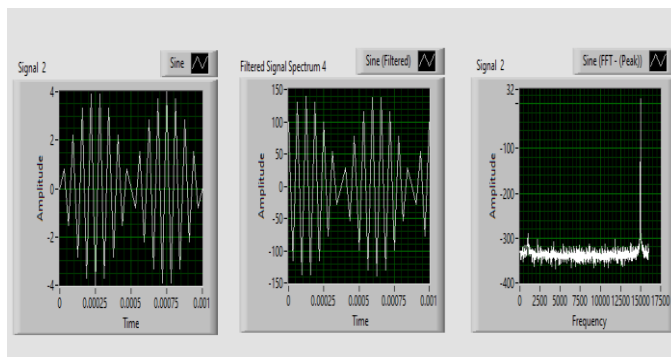 Signal 2
Sine
4-
2-
0-
-2-
-4-
Amplitude
0
0.00025
0.0005
0.00075
0.001
Time
Filtered Signal Spectrum 4
Sine (Filtered)
150-
100-
50-
0-
-50-
-100-
-150-
Amplitude
0
0.00025
0.0005
0.00075
0.001
Time
Signal 2
Sine (FFT - (Peak))
32
-100-
-200-
-300-
-400-
Amplitude
0
2500
5000
7500
10000
12500
15000
17500
Frequency